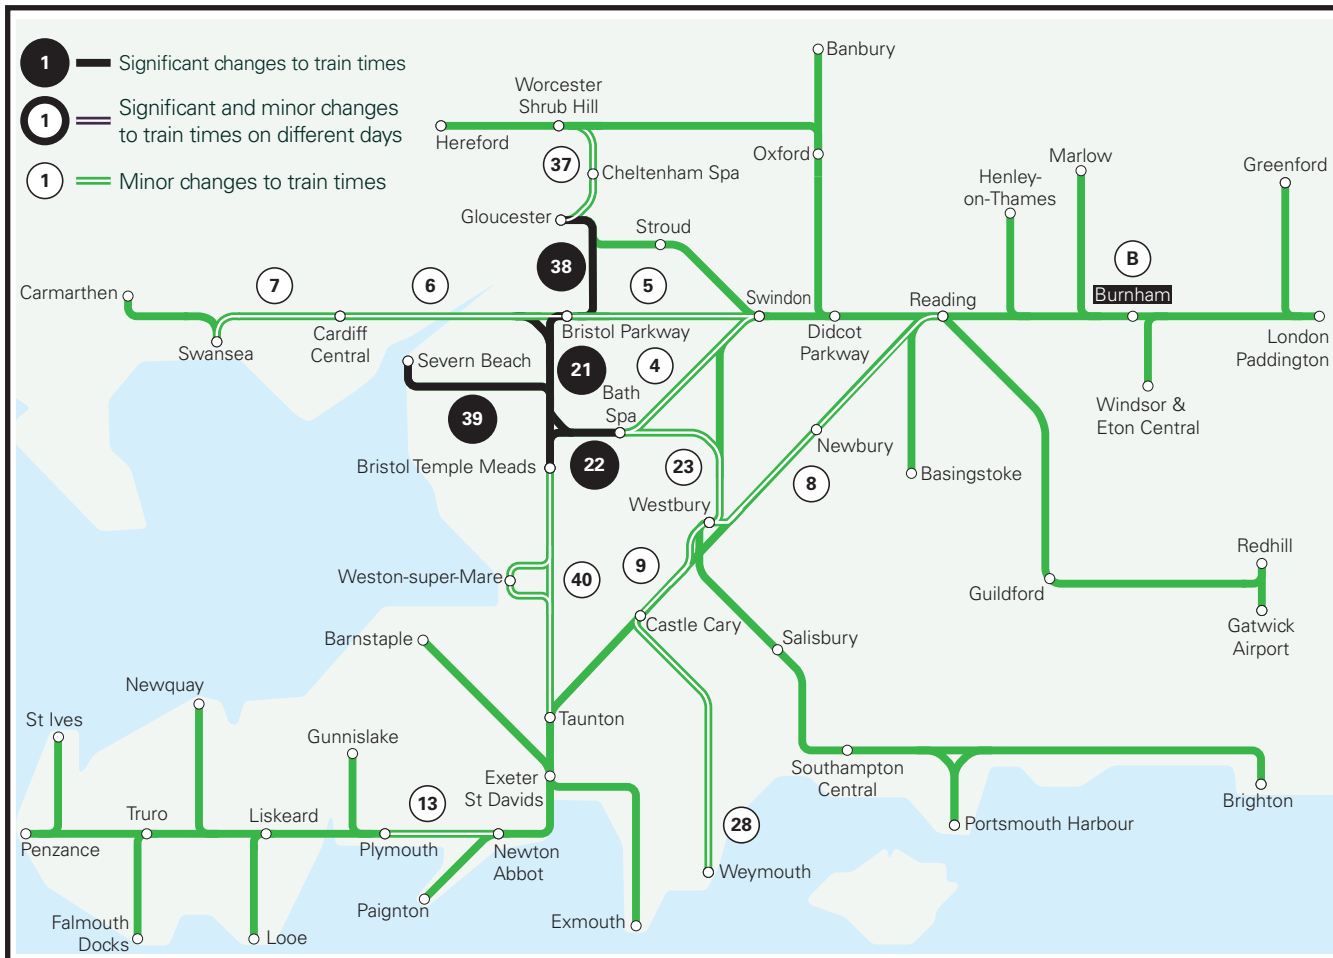 1
Significant changes to train times
1
Significant and minor changes
to train times on different days
1
Minor changes to train times
Banbury
Worcester
Shrub Hill
Hereford
Oxford
37
Cheltenham Spa
Marlow
Greenford
Henley-
on-Thames
Gloucester
Stroud
38
B
Carmarthen
7
6
5
Swindon
Reading
Burnham
Swansea
Cardiff
Central
Bristol Parkway
Didcot
Parkway
London
Paddington
Severn Beach
21
4
Bath
Spa
39
Windsor &
Eton Central
Newbury
Bristol Temple Meads
22
23
8
Basingstoke
Westbury
Weston-super-Mare
40
9
Redhill
Guildford
Castle Cary
Gatwick
Airport
Barnstaple
Salisbury
Newquay
St Ives
Taunton
Gunnislake
Exeter
St Davids
Southampton
Central
Brighton
13
Truro
Liskeard
28
Portsmouth Harbour
Penzance
Plymouth
Newton
Abbot
Weymouth
Paignton
Falmouth
Docks
Looe
Exmouth